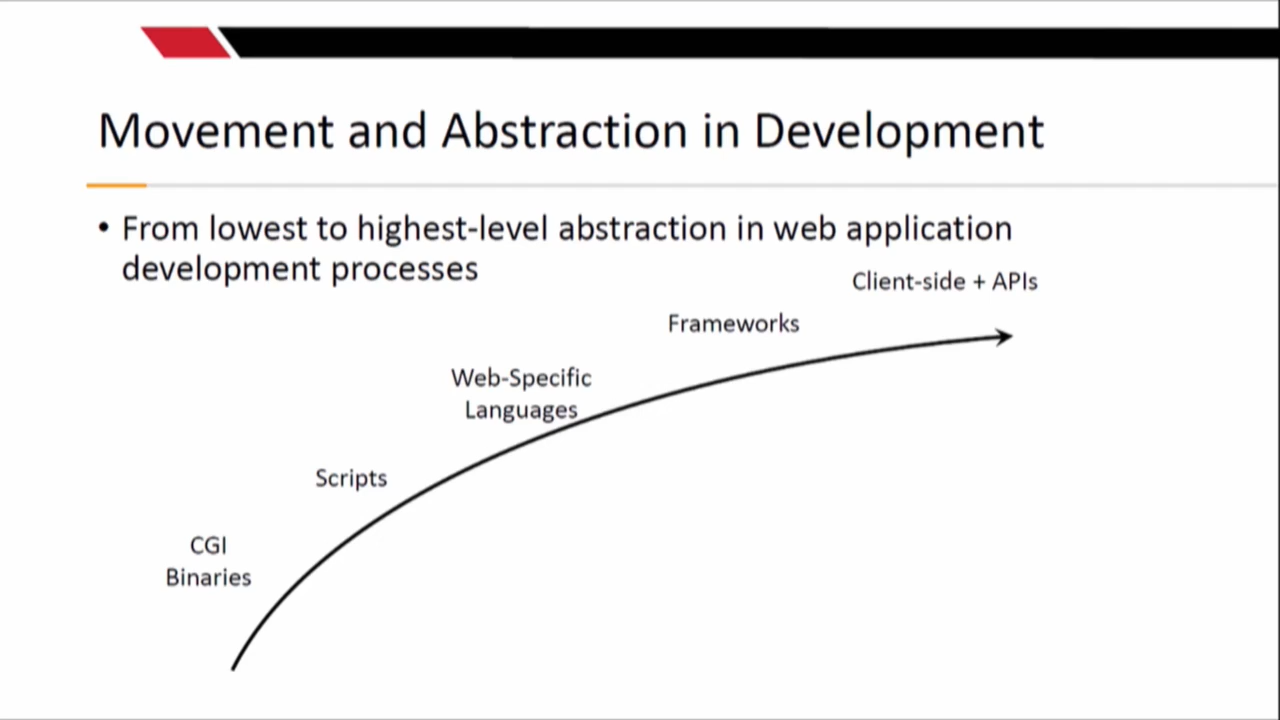 Movement and Abstraction in Development
• From lowest to highest-level abstraction in web application
development processes
Client-side + APIs
Frameworks
Web-Specific
Languages
Scripts
CGI
Binaries